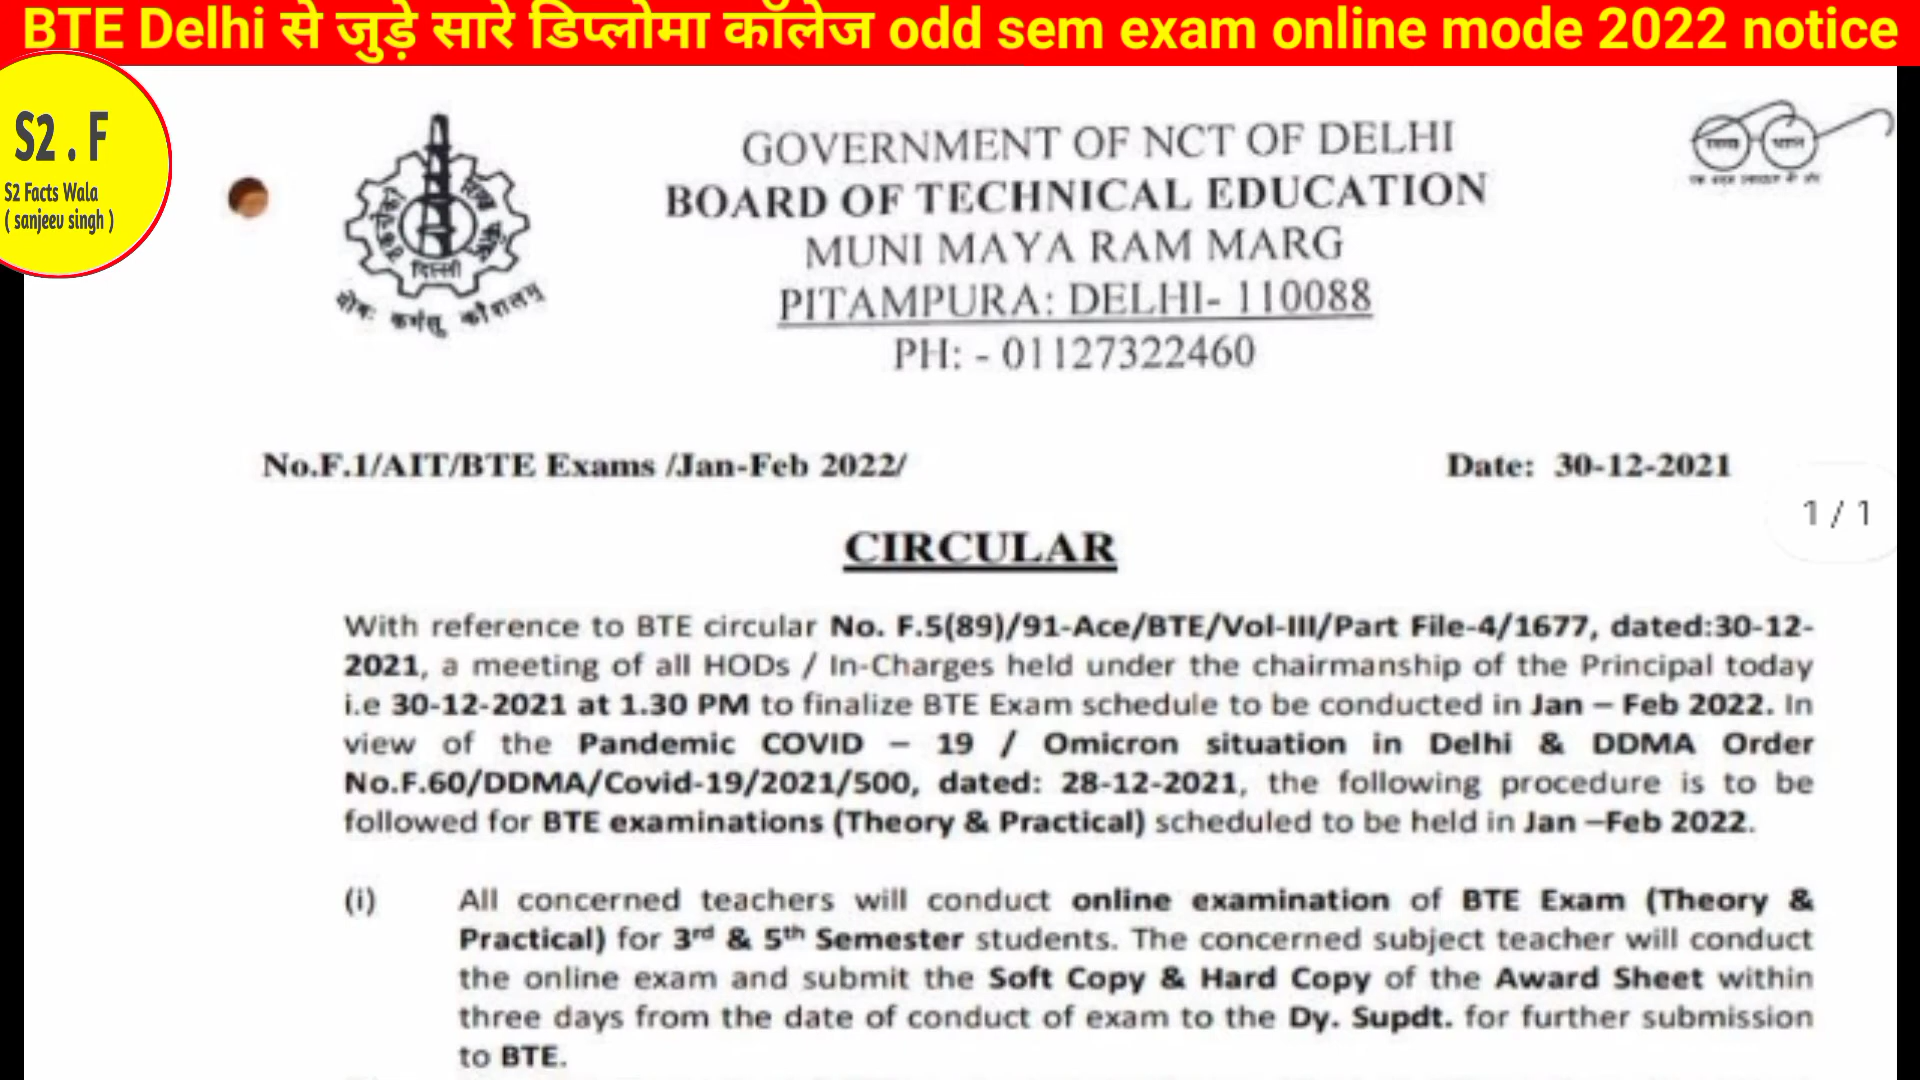 BTE Delhi से जुड़े सारे डिप्लोमा कॉलेज odd sem exam online mode 2022 notice
S2 . F
S2 Facts Wala
( sanjeev singh )
दिल्ली
योगः कर्मसु कौशलम्
GOVERNMENT OF NCT OF DELHI
BOARD OF TECHNICAL EDUCATION
MUNI MAYA RAM MARG
PITAMPURA: DELHI- 110088
PH: - 01127322460
No.F.1/AIT/BTE Exams /Jan-Feb 2022/
Date: 30-12-2021
1 / 1
CIRCULAR
With reference to BTE circular No. F.5(89)/91-Ace/BTE/Vol-III/Part File-4/1677, dated:30-12-
2021, a meeting of all HODs / In-Charges held under the chairmanship of the Principal today
i.e 30-12-2021 at 1.30 PM to finalize BTE Exam schedule to be conducted in Jan – Feb 2022. In
view of the Pandemic COVID – 19 / Omicron situation in Delhi & DDMA Order
No.F.60/DDMA/Covid-19/2021/500, dated: 28-12-2021, the following procedure is to be
followed for BTE examinations (Theory & Practical) scheduled to be held in Jan –Feb 2022.
(i) All concerned teachers will conduct online examination of BTE Exam (Theory &
Practical) for 3rd & 5th Semester students. The concerned subject teacher will conduct
the online exam and submit the Soft Copy & Hard Copy of the Award Sheet within
three days from the date of conduct of exam to the Dy. Supdt. for further submission
to BTE.